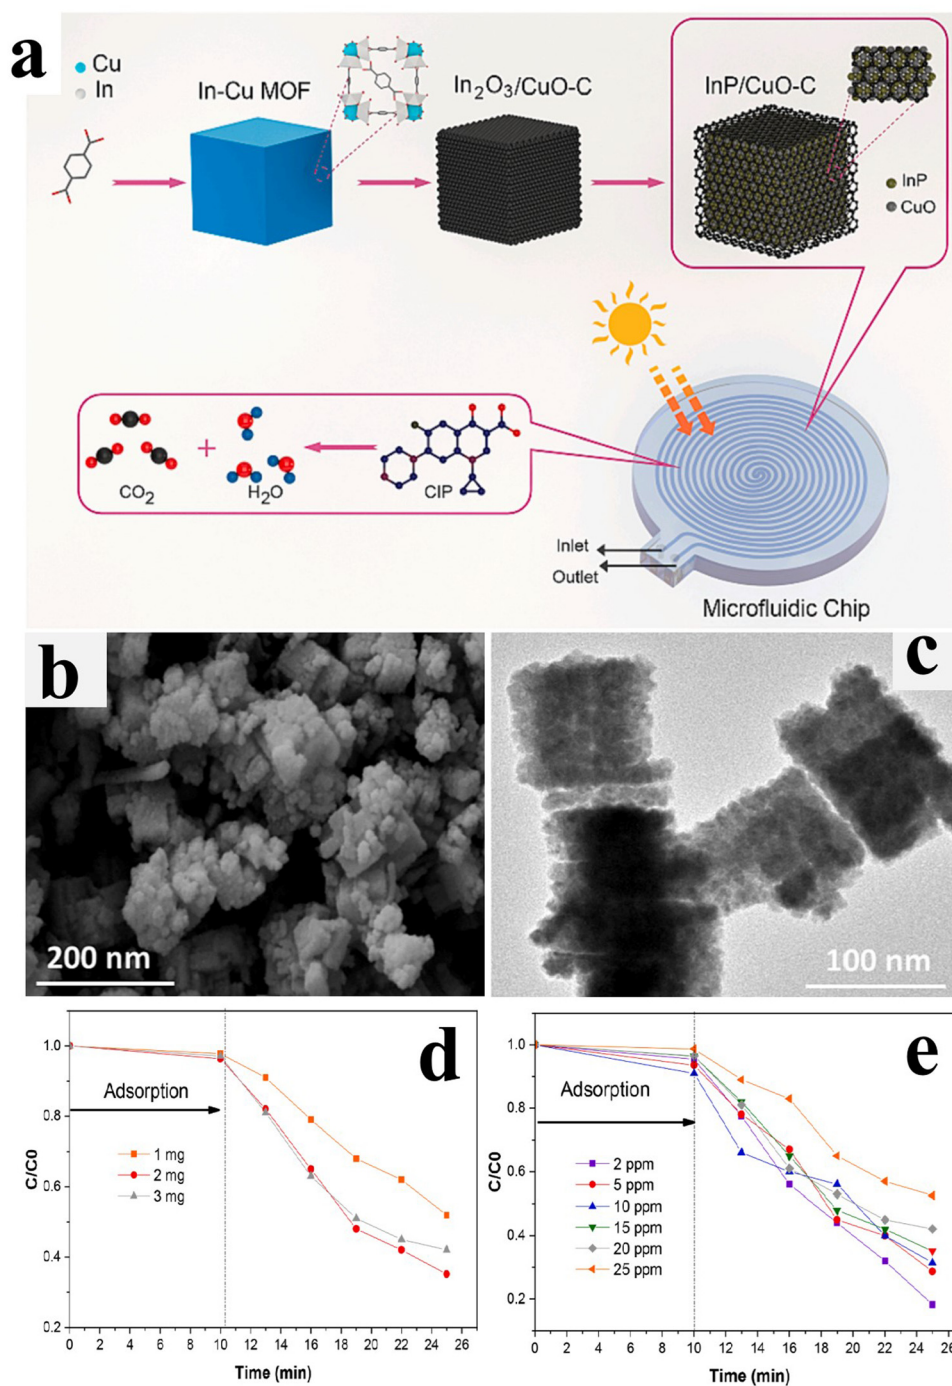 a
Cu
In
In-Cu MOF
In₂O₃/CuO-C
InP/CuO-C
InP
CuO
CO₂
+
H₂O
CIP
Inlet
Outlet
Microfluidic Chip
b
200 nm
c
100 nm
d
1.0
0.8
0.6
0.4
0.2
C/C0
Adsorption
1 mg
2 mg
3 mg
0 2 4 6 8 10 12 14 16 18 20 22 24 26
Time (min)
e
1.0
0.8
0.6
0.4
0.2
C/C0
Adsorption
2 ppm
5 ppm
10 ppm
15 ppm
20 ppm
25 ppm
0 2 4 6 8 10 12 14 16 18 20 22 24 26
Time (min)